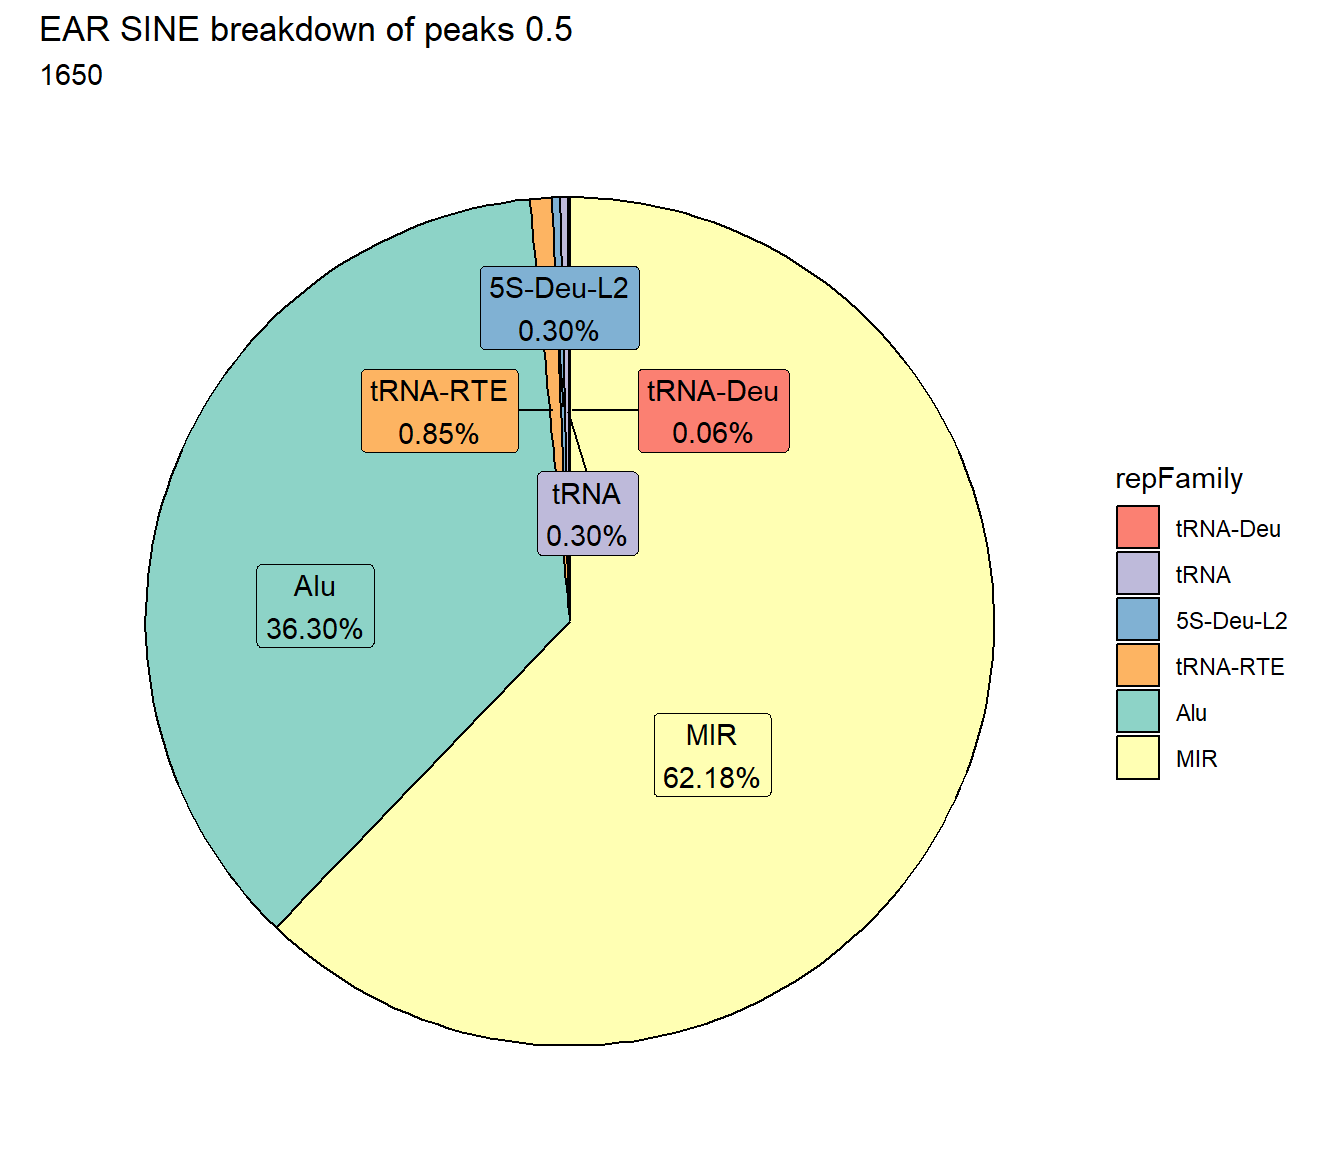 EAR SINE breakdown of peaks 0.5
1650
5S-Deu-L2
0.30%
tRNA-RTE
0.85%
tRNA-Deu
0.06%
tRNA
0.30%
Alu
36.30%
MIR
62.18%
repFamily
tRNA-Deu
tRNA
5S-Deu-L2
tRNA-RTE
Alu
MIR